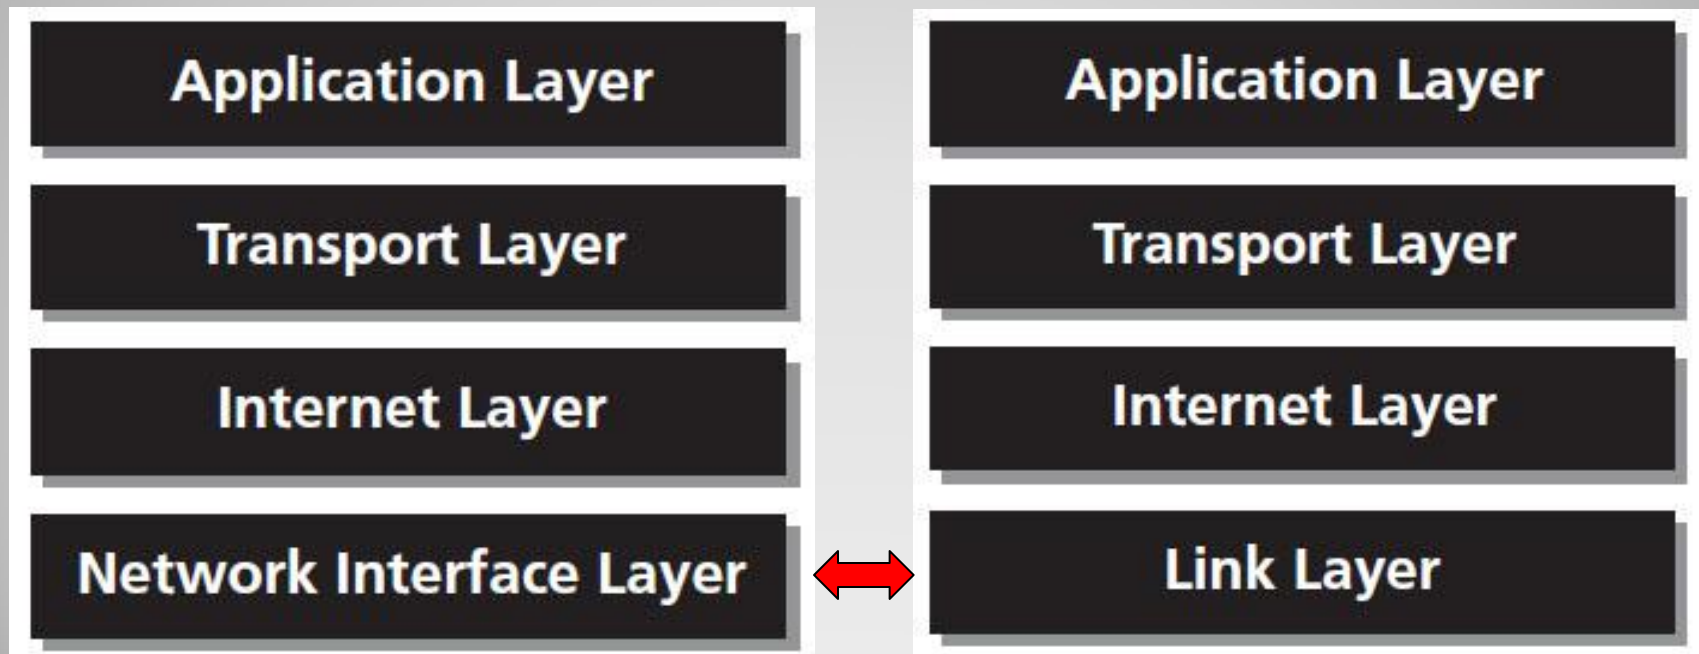 Application Layer
Transport Layer
Internet Layer
Network Interface Layer
Application Layer
Transport Layer
Internet Layer
Link Layer